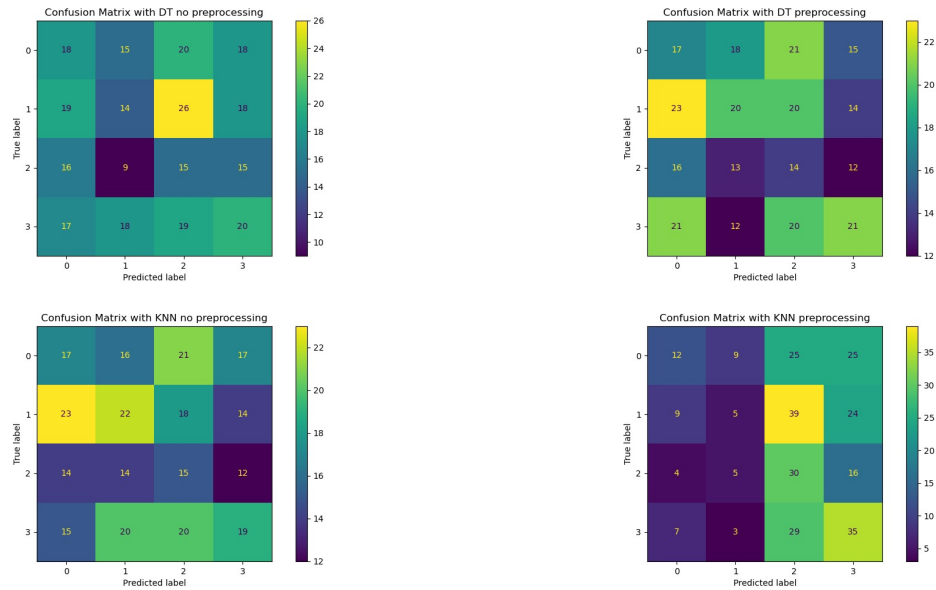 Confusion Matrix with DT no preprocessing
26
24
22
20
18
16
14
12
10
True label
0 18 15 20 18
1 19 14 26 18
2 16 9 15 15
3 17 18 19 20
0 1 2 3
Predicted label
Confusion Matrix with DT preprocessing
22
20
18
16
14
12
True label
0 17 18 21 15
1 23 20 20 14
2 16 13 14 12
3 21 12 20 21
0 1 2 3
Predicted label
Confusion Matrix with KNN no preprocessing
22
20
18
16
14
12
True label
0 17 16 21 17
1 23 22 18 14
2 14 14 15 12
3 15 20 20 19
0 1 2 3
Predicted label
Confusion Matrix with KNN preprocessing
35
30
25
20
15
10
5
True label
0 12 9 25 25
1 9 5 39 24
2 4 5 30 16
3 7 3 29 35
0 1 2 3
Predicted label